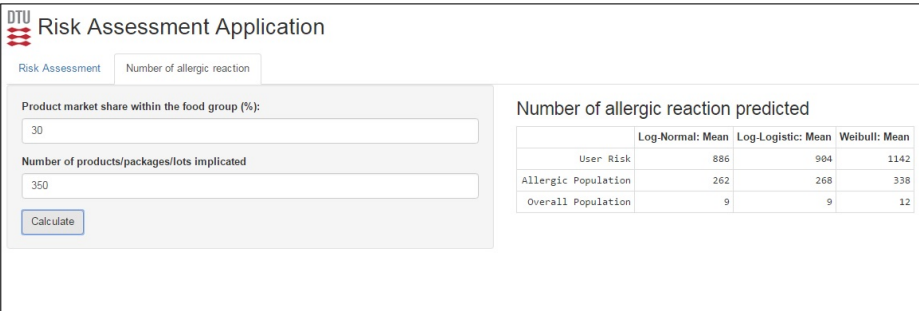 DTU
Risk Assessment Application
Risk Assessment Number of allergic reaction
Product market share within the food group (%):
30
Number of products/packages/lots implicated
350
Calculate
Number of allergic reaction predicted
Log-Normal: Mean Log-Logistic: Mean Weibull: Mean
User Risk 886 904 1142
Allergic Population 262 268 338
Overall Population 9 9 12